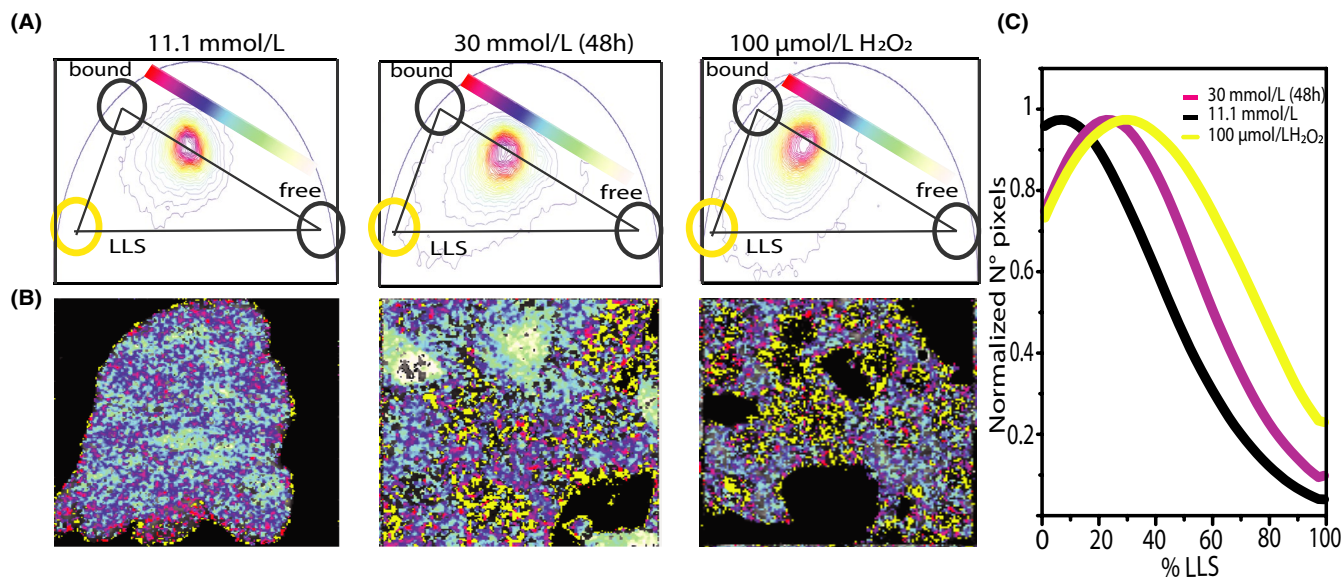 (A)
11.1 mmol/L
30 mmol/L (48h)
100 µmol/L H₂O₂
bound
free
LLS
bound
free
LLS
bound
free
LLS
(B)
(C)
30 mmol/L (48h)
11.1 mmol/L
100 µmol/LH₂O₂
Normalized N° pixels
1
0.8
0.6
0.4
0.2
0 20 40 60 80 100
% LLS